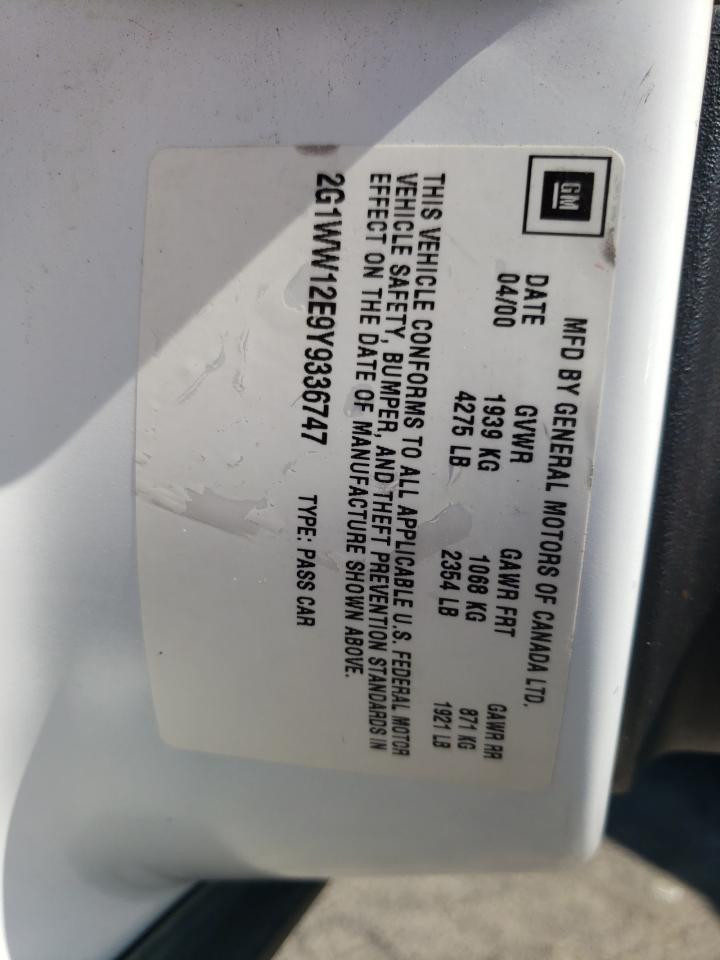 GM
MFD BY GENERAL MOTORS OF CANADA LTD.
DATE GVWR GAWR FRT GAWR RR
04/00 1939 KG 1068 KG 871 KG
4275 LB 2354 LB 1921 LB
THIS VEHICLE CONFORMS TO ALL APPLICABLE U.S. FEDERAL MOTOR
VEHICLE SAFETY, BUMPER, AND THEFT PREVENTION STANDARDS IN
EFFECT ON THE DATE OF MANUFACTURE SHOWN ABOVE.
2G1WW12E9Y9336747 TYPE: PASS CAR